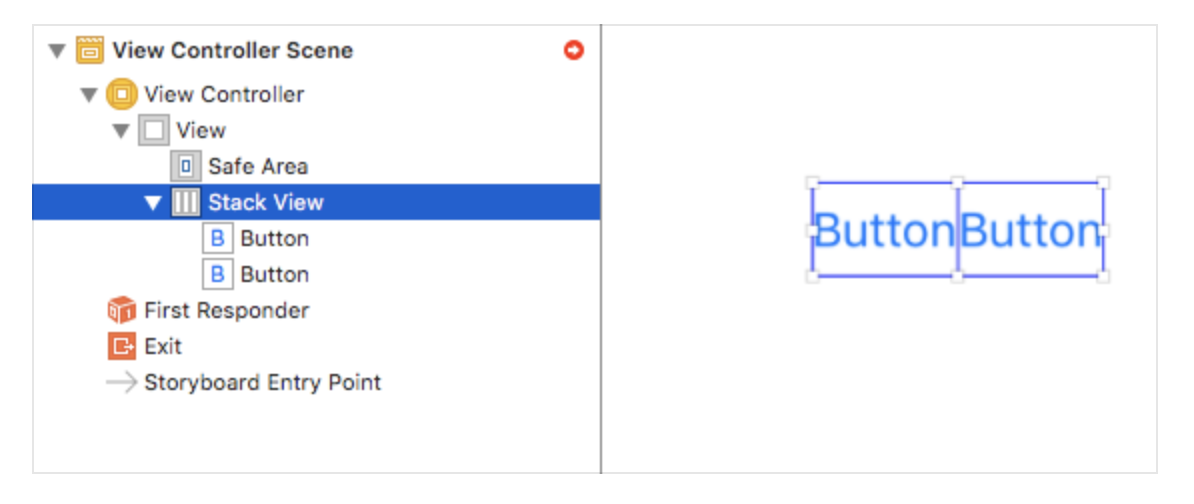 View Controller Scene
View Controller
View
Safe Area
Stack View
B Button
B Button
First Responder
Exit
Storyboard Entry Point
Button Button